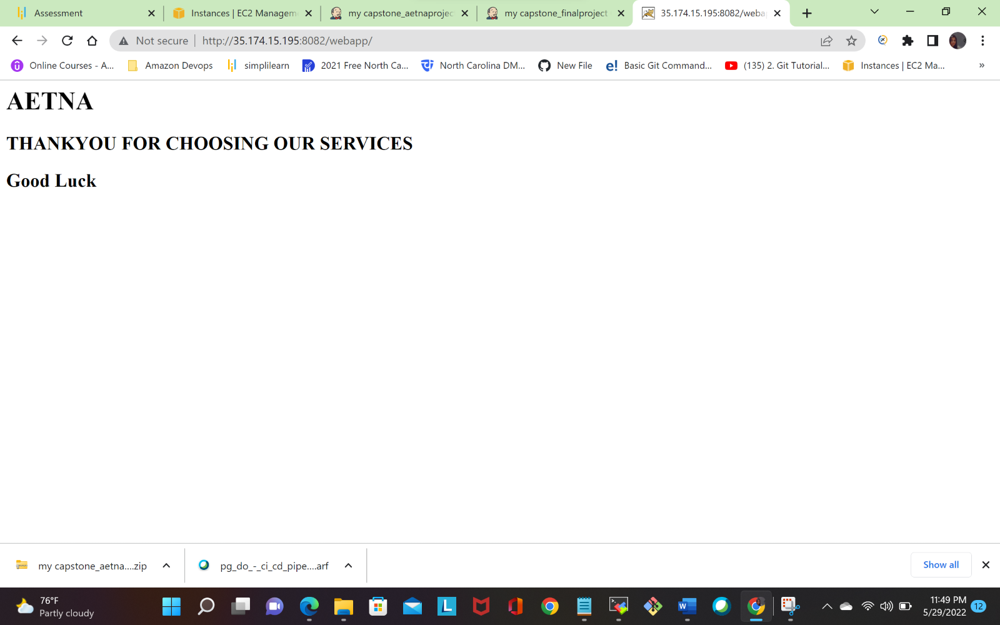 Assessment
Instances | EC2 Managem
my capstone_aetnaprojec
my capstone_finalproject
35.174.15.195:8082/weba
Not secure
http://35.174.15.195:8082/webapp/
Online Courses - A...
Amazon Devops
simplilearn
2021 Free North Ca...
North Carolina DM...
New File
e! Basic Git Command...
(135) 2. Git Tutorial...
Instances | EC2 Ma...
»
AETNA
THANKYOU FOR CHOOSING OUR SERVICES
Good Luck
my capstone_aetna....zip
pg_do_-_ci_cd_pipe....arf
Show all
76°F
Partly cloudy
L
W
11:49 PM
5/29/2022
12